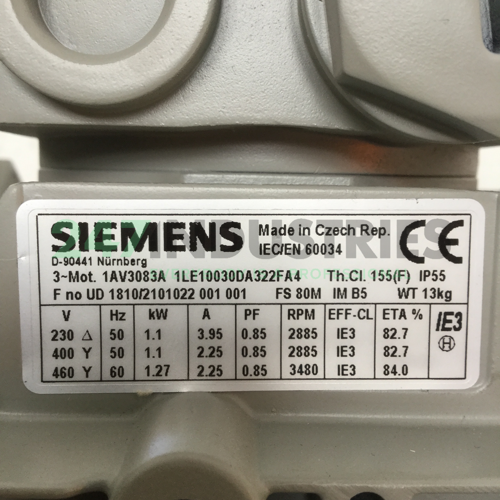 SIEMENS Made in Czech Rep. CE
D-90441 Nürnberg IEC/EN 60034
3~Mot. 1AV3083A 1LE10030DA322FA4 Th.Cl. 155(F) IP55
F no UD 1810/2101022 001 001 FS 80M IM B5 WT 13kg
V Hz kW A PF RPM EFF-CL ETA % IE3
230 Δ 50 1.1 3.95 0.85 2885 IE3 82.7
400 Y 50 1.1 2.25 0.85 2885 IE3 82.7
460 Y 60 1.27 2.25 0.85 3480 IE3 84.0